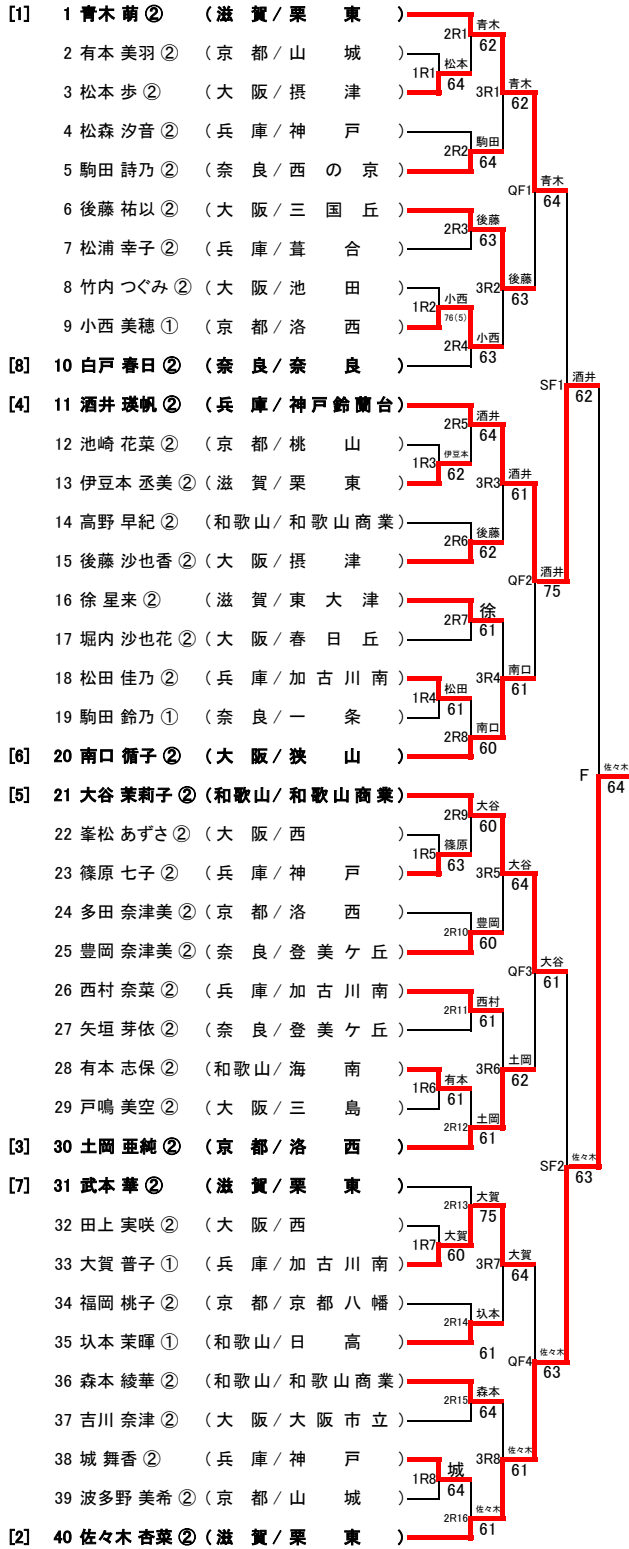 [1] 1 青木 萌 ② (滋 賀/栗 東)
2 有本 美羽 ② (京 都/山 城)
3 松本 歩 ② (大 阪/摂 津)
4 松森 汐音 ② (兵 庫/神 戸)
5 駒田 詩乃 ② (奈 良/西 の 京)
6 後藤 祐以 ② (大 阪/三 国 丘)
7 松浦 幸子 ② (兵 庫/葺 合)
8 竹内 つぐみ ② (大 阪/池 田)
9 小西 美穂 ① (京 都/洛 西)
[8] 10 白戸 春日 ② (奈 良/奈 良)
[4] 11 酒井 瑛帆 ② (兵 庫/神戸鈴蘭台)
12 池崎 花菜 ② (京 都/桃 山)
13 伊豆本 丞美 ② (滋 賀/栗 東)
14 高野 早紀 ② (和歌山/和歌山商業)
15 後藤 沙也香 ② (大 阪/摂 津)
16 徐 星来 ② (滋 賀/東 大 津)
17 堀内 沙也花 ② (大 阪/春 日 丘)
18 松田 佳乃 ② (兵 庫/加 古 川 南)
19 駒田 鈴乃 ① (奈 良/一 条)
[6] 20 南口 循子 ② (大 阪/狭 山)
[5] 21 大谷 茉莉子 ② (和歌山/和歌山商業)
22 峯松 あずさ ② (大 阪/西 )
23 篠原 七子 ② (兵 庫/神 戸)
24 多田 奈津美 ② (京 都/洛 西)
25 豊岡 奈津美 ② (奈 良/登 美 ケ 丘)
26 西村 奈菜 ② (兵 庫/加 古 川 南)
27 矢垣 芽依 ② (奈 良/登 美 ケ 丘)
28 有本 志保 ② (和歌山/海 南)
29 戸鳴 美空 ② (大 阪/三 島)
[3] 30 土岡 亜純 ② (京 都/洛 西)
[7] 31 武本 華 ② (滋 賀/栗 東)
32 田上 実咲 ② (大 阪/西 )
33 大賀 普子 ① (兵 庫/加 古 川 南)
34 福岡 桃子 ② (京 都/京 都 八 幡)
35 圦本 茉暉 ① (和歌山/日 高)
36 森本 綾華 ② (和歌山/和歌山商業)
37 吉川 奈津 ② (大 阪/大 阪 市 立)
38 城 舞香 ② (兵 庫/神 戸)
39 波多野 美希 ② (京 都/山 城)
[2] 40 佐々木 杏菜 ② (滋 賀/栗 東)
1R1 松本 64
1R2 小西 76(5)
1R3 伊豆本 62
1R4 松田 61
1R5 篠原 63
1R6 有本 61
1R7 大賀 60
1R8 城 64
2R1 青木 62
2R2 駒田 64
2R3 後藤 63
2R4 小西 63
2R5 酒井 64
2R6 後藤 62
2R7 徐 61
2R8 南口 60
2R9 大谷 60
2R10 豊岡 60
2R11 西村 61
2R12 土岡 61
2R13 大賀 75
2R14 圦本 61
2R15 森本 64
2R16 佐々木 61
3R1 青木 62
3R2 後藤 63
3R3 酒井 61
3R4 南口 61
3R5 大谷 64
3R6 土岡 62
3R7 大賀 64
3R8 佐々木 61
QF1 青木 64
QF2 酒井 75
QF3 大谷 61
QF4 佐々木 63
SF1 酒井 62
SF2 佐々木 63
F 佐々木 64